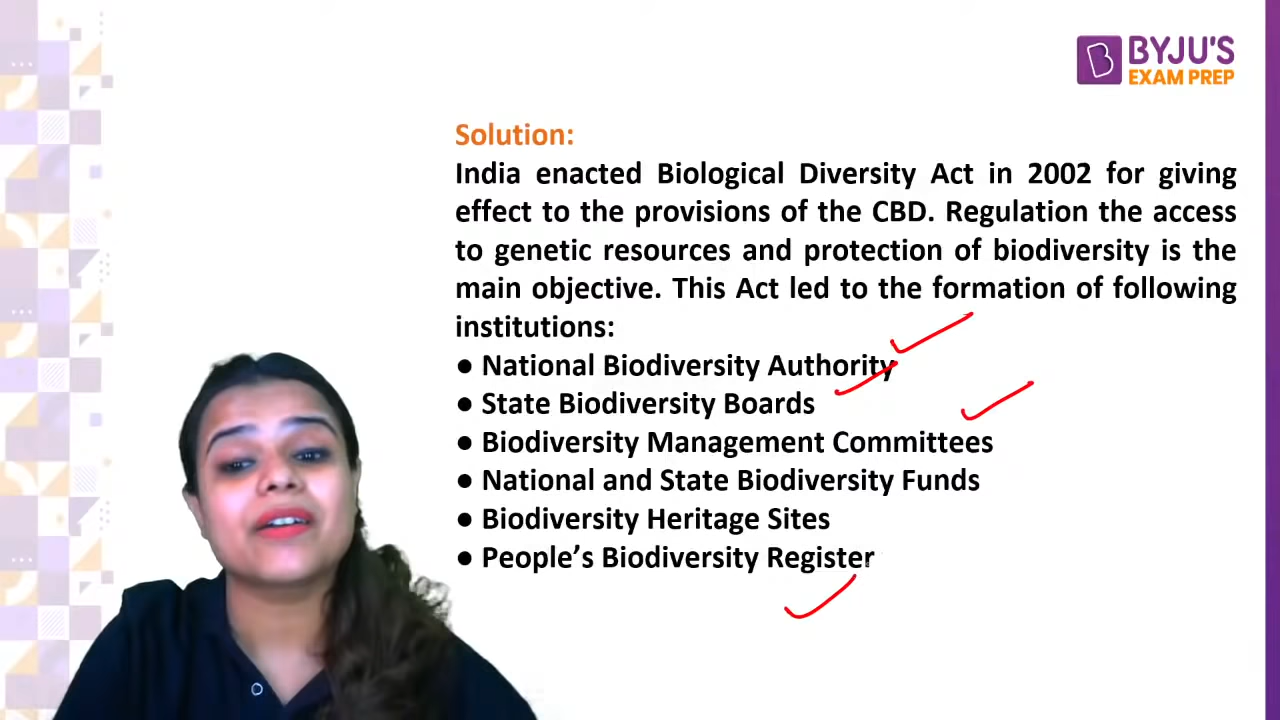 BYJU'S
EXAM PREP
Solution:
India enacted Biological Diversity Act in 2002 for giving
effect to the provisions of the CBD. Regulation the access
to genetic resources and protection of biodiversity is the
main objective. This Act led to the formation of following
institutions:
● National Biodiversity Authority
● State Biodiversity Boards
● Biodiversity Management Committees
● National and State Biodiversity Funds
● Biodiversity Heritage Sites
● People’s Biodiversity Register